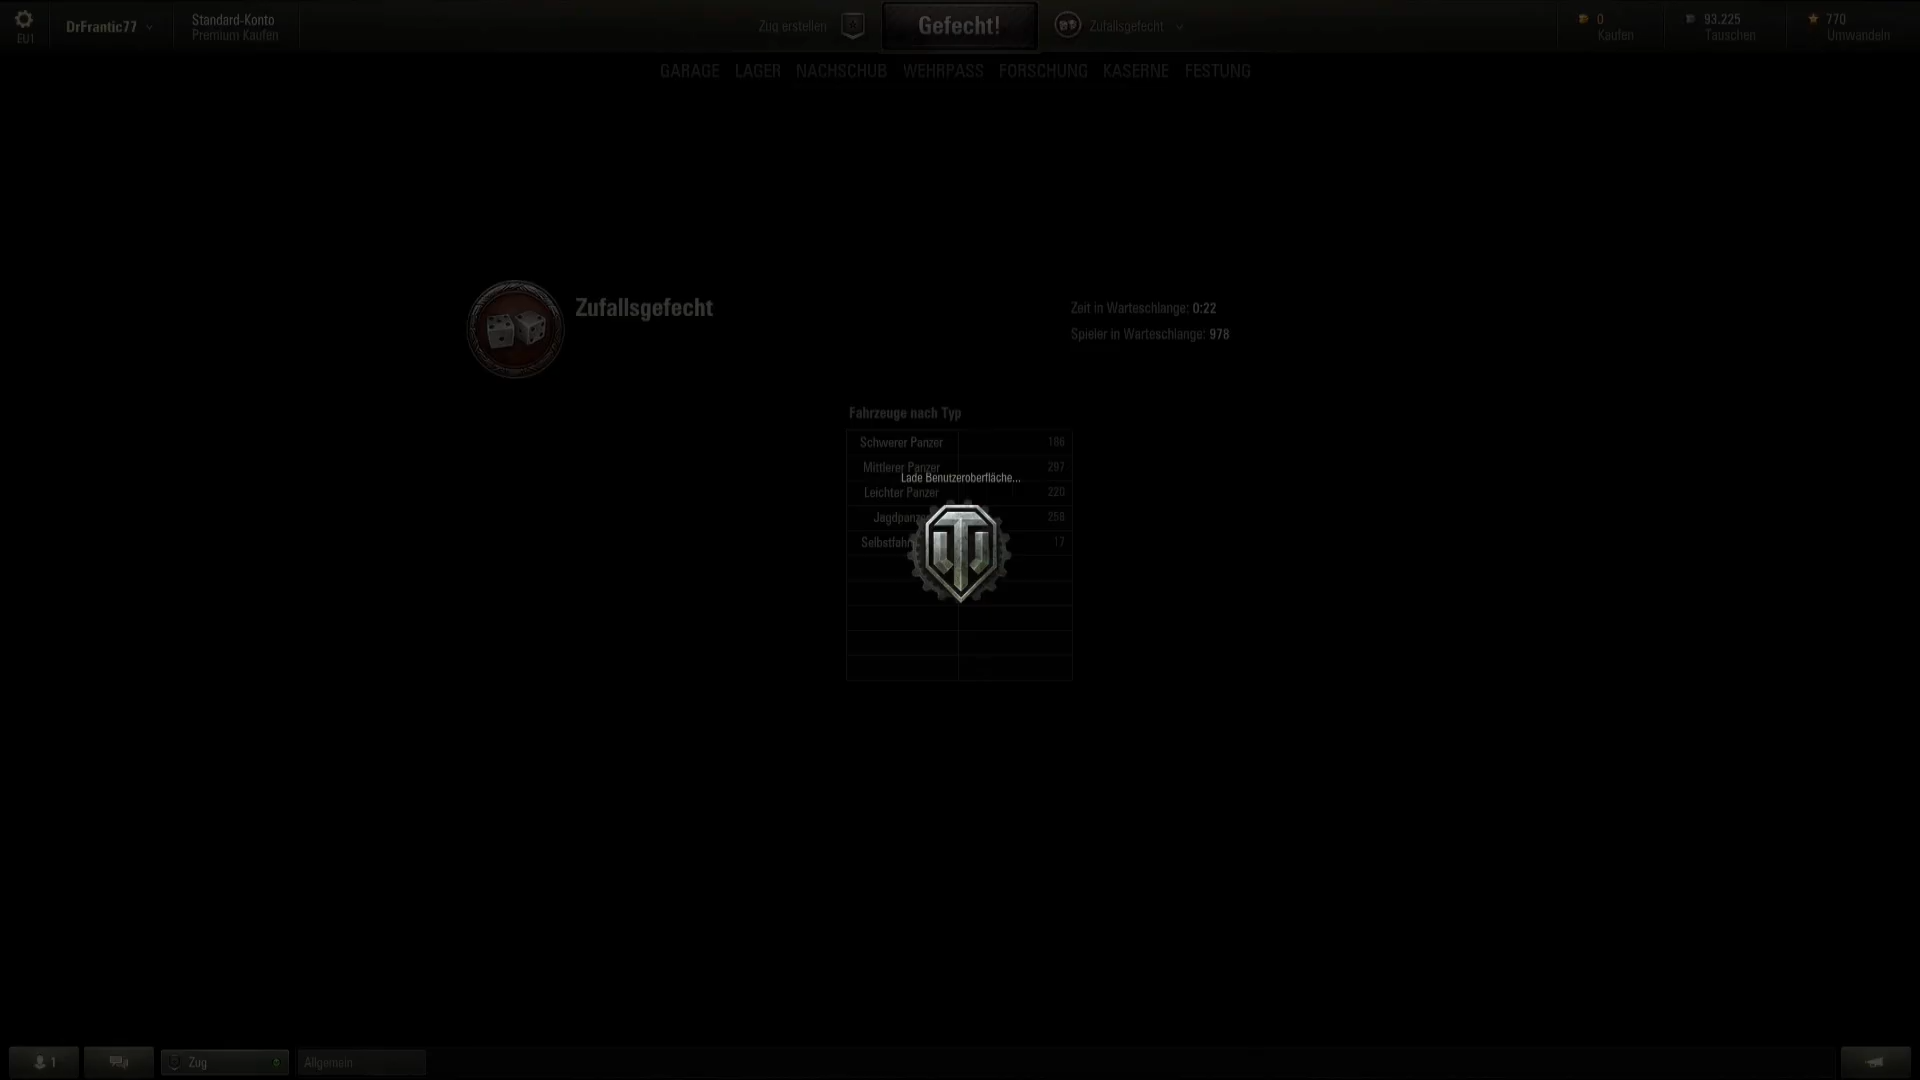 EU1
DrFrantic77
Standard-Konto
Premium Kaufen
Zug erstellen
Gefecht!
Zufallsgefecht
0
Kaufen
93.225
Tauschen
770
Umwandeln
GARAGE LAGER NACHSCHUB WEHRPASS FORSCHUNG KASERNE FESTUNG
Zufallsgefecht
Zeit in Warteschlange: 0:22
Spieler in Warteschlange: 978
Fahrzeuge nach Typ
Schwerer Panzer 186
Mittlerer Panzer 297
Lade Benutzeroberfläche...
Leichter Panzer 220
Jagdpanz 258
Selbstfahr 17
1
Zug
Allgemein